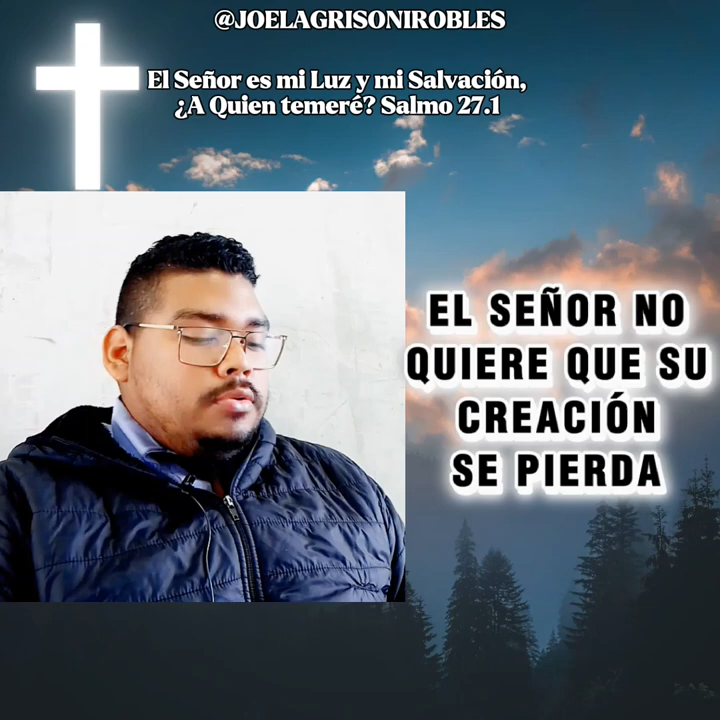 @JOELAGRISONIROBLES
El Señor es mi Luz y mi Salvación,
¿A Quien temeré? Salmo 27.1
EL SEÑOR NO
QUIERE QUE SU
CREACIÓN
SE PIERDA